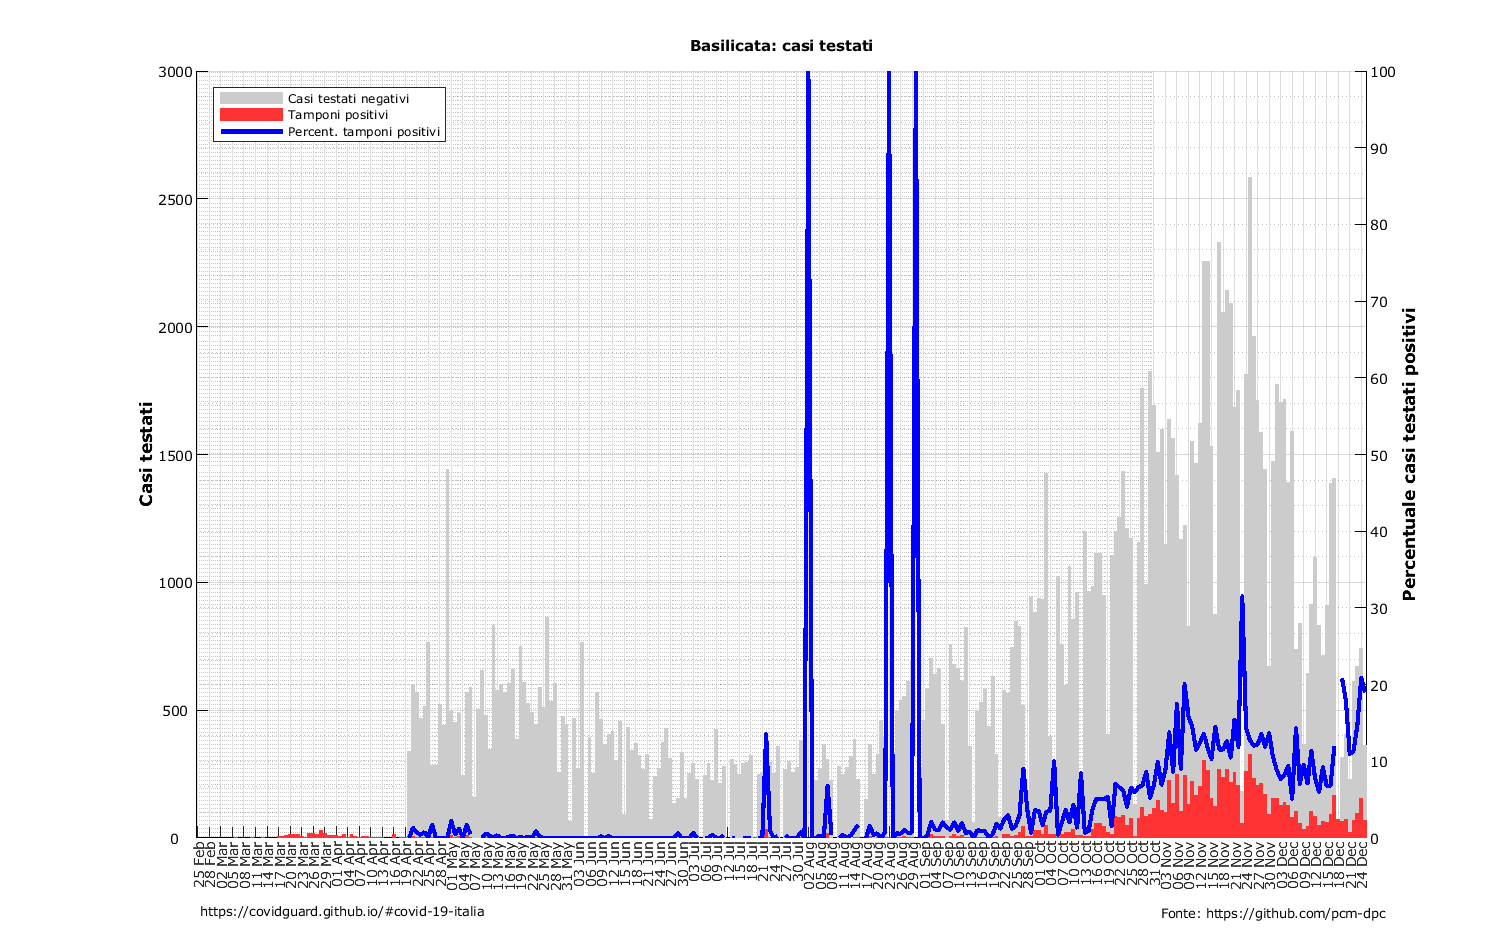 Basilicata: casi testati
Casi testati negativi
Tamponi positivi
Percent. tamponi positivi
3000
2500
2000
1500
1000
500
0
Casi testati
100
90
80
70
60
50
40
30
20
10
0
Percentuale casi testati positivi
25 Feb
28 Feb
02 Mar
05 Mar
08 Mar
11 Mar
14 Mar
17 Mar
20 Mar
23 Mar
26 Mar
29 Mar
01 Apr
04 Apr
07 Apr
10 Apr
13 Apr
16 Apr
19 Apr
22 Apr
25 Apr
28 Apr
01 May
04 May
07 May
10 May
13 May
16 May
19 May
22 May
25 May
28 May
31 May
03 Jun
06 Jun
09 Jun
12 Jun
15 Jun
18 Jun
21 Jun
24 Jun
27 Jun
30 Jun
03 Jul
06 Jul
09 Jul
12 Jul
15 Jul
18 Jul
21 Jul
24 Jul
27 Jul
30 Jul
02 Aug
05 Aug
08 Aug
11 Aug
14 Aug
17 Aug
20 Aug
23 Aug
26 Aug
29 Aug
01 Sep
04 Sep
07 Sep
10 Sep
13 Sep
16 Sep
19 Sep
22 Sep
25 Sep
28 Sep
01 Oct
04 Oct
07 Oct
10 Oct
13 Oct
16 Oct
19 Oct
22 Oct
25 Oct
28 Oct
31 Oct
03 Nov
06 Nov
09 Nov
12 Nov
15 Nov
18 Nov
21 Nov
24 Nov
27 Nov
30 Nov
03 Dec
06 Dec
09 Dec
12 Dec
15 Dec
18 Dec
21 Dec
24 Dec
https://covidguard.github.io/#covid-19-italia
Fonte: https://github.com/pcm-dpc